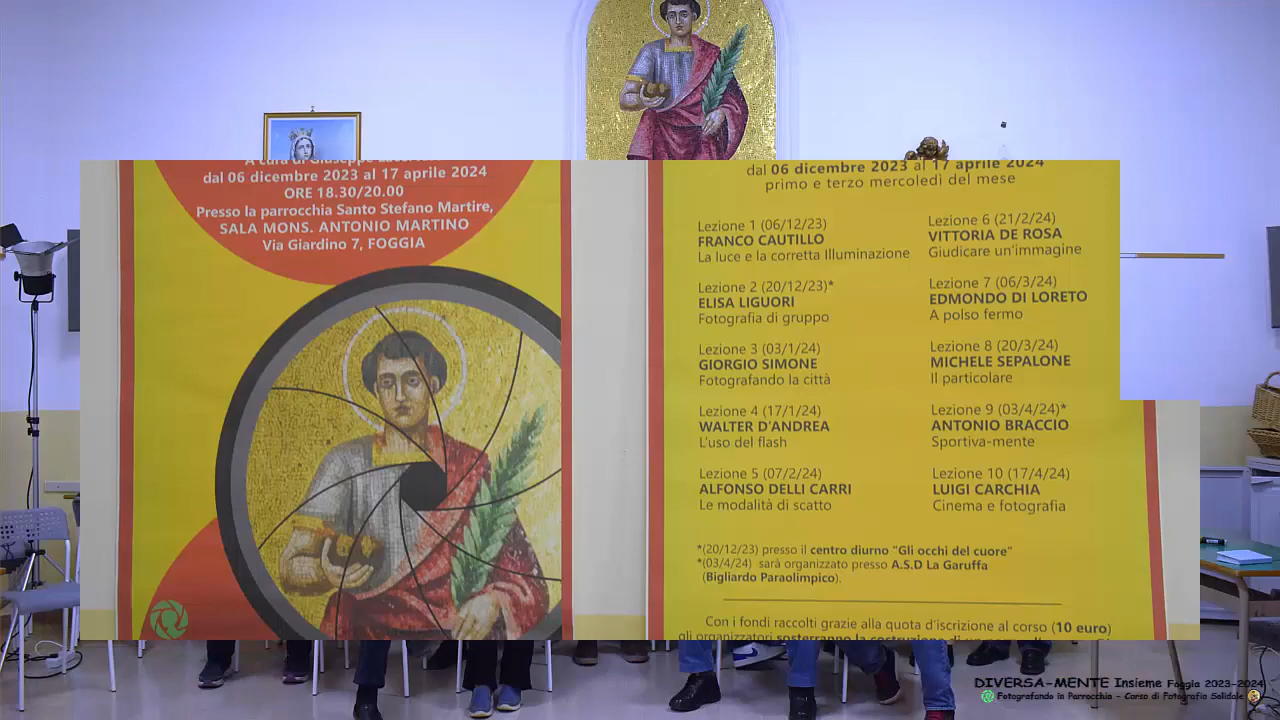 dal 06 dicembre 2023 al 17 aprile 2024
ORE 18.30/20.00
Presso la parrocchia Santo Stefano Martire,
SALA MONS. ANTONIO MARTINO
Via Giardino 7, FOGGIA
dal 06 dicembre 2023 al 17 aprile 2024
primo e terzo mercoledì del mese
Lezione 1 (06/12/23)
FRANCO CAUTILLO
La luce e la corretta Illuminazione
Lezione 2 (20/12/23)*
ELISA LIGUORI
Fotografia di gruppo
Lezione 3 (03/1/24)
GIORGIO SIMONE
Fotografando la città
Lezione 4 (17/1/24)
WALTER D'ANDREA
L'uso del flash
Lezione 5 (07/2/24)
ALFONSO DELLI CARRI
Le modalità di scatto
Lezione 6 (21/2/24)
VITTORIA DE ROSA
Giudicare un'immagine
Lezione 7 (06/3/24)
EDMONDO DI LORETO
A polso fermo
Lezione 8 (20/3/24)
MICHELE SEPALONE
Il particolare
Lezione 9 (03/4/24)*
ANTONIO BRACCIO
Sportiva-mente
Lezione 10 (17/4/24)
LUIGI CARCHIA
Cinema e fotografia
*(20/12/23) presso il centro diurno "Gli occhi del cuore"
*(03/4/24) sarà organizzato presso A.S.D La Garuffa
(Bigliardo Paraolimpico).
Con i fondi raccolti grazie alla quota d'iscrizione al corso (10 euro)
gli organizzatori sosterranno la costruzione di
DIVERSA-MENTE Insieme Foggia 2023-2024
Fotografando in Parrocchia - Corso di Fotografia Solidale